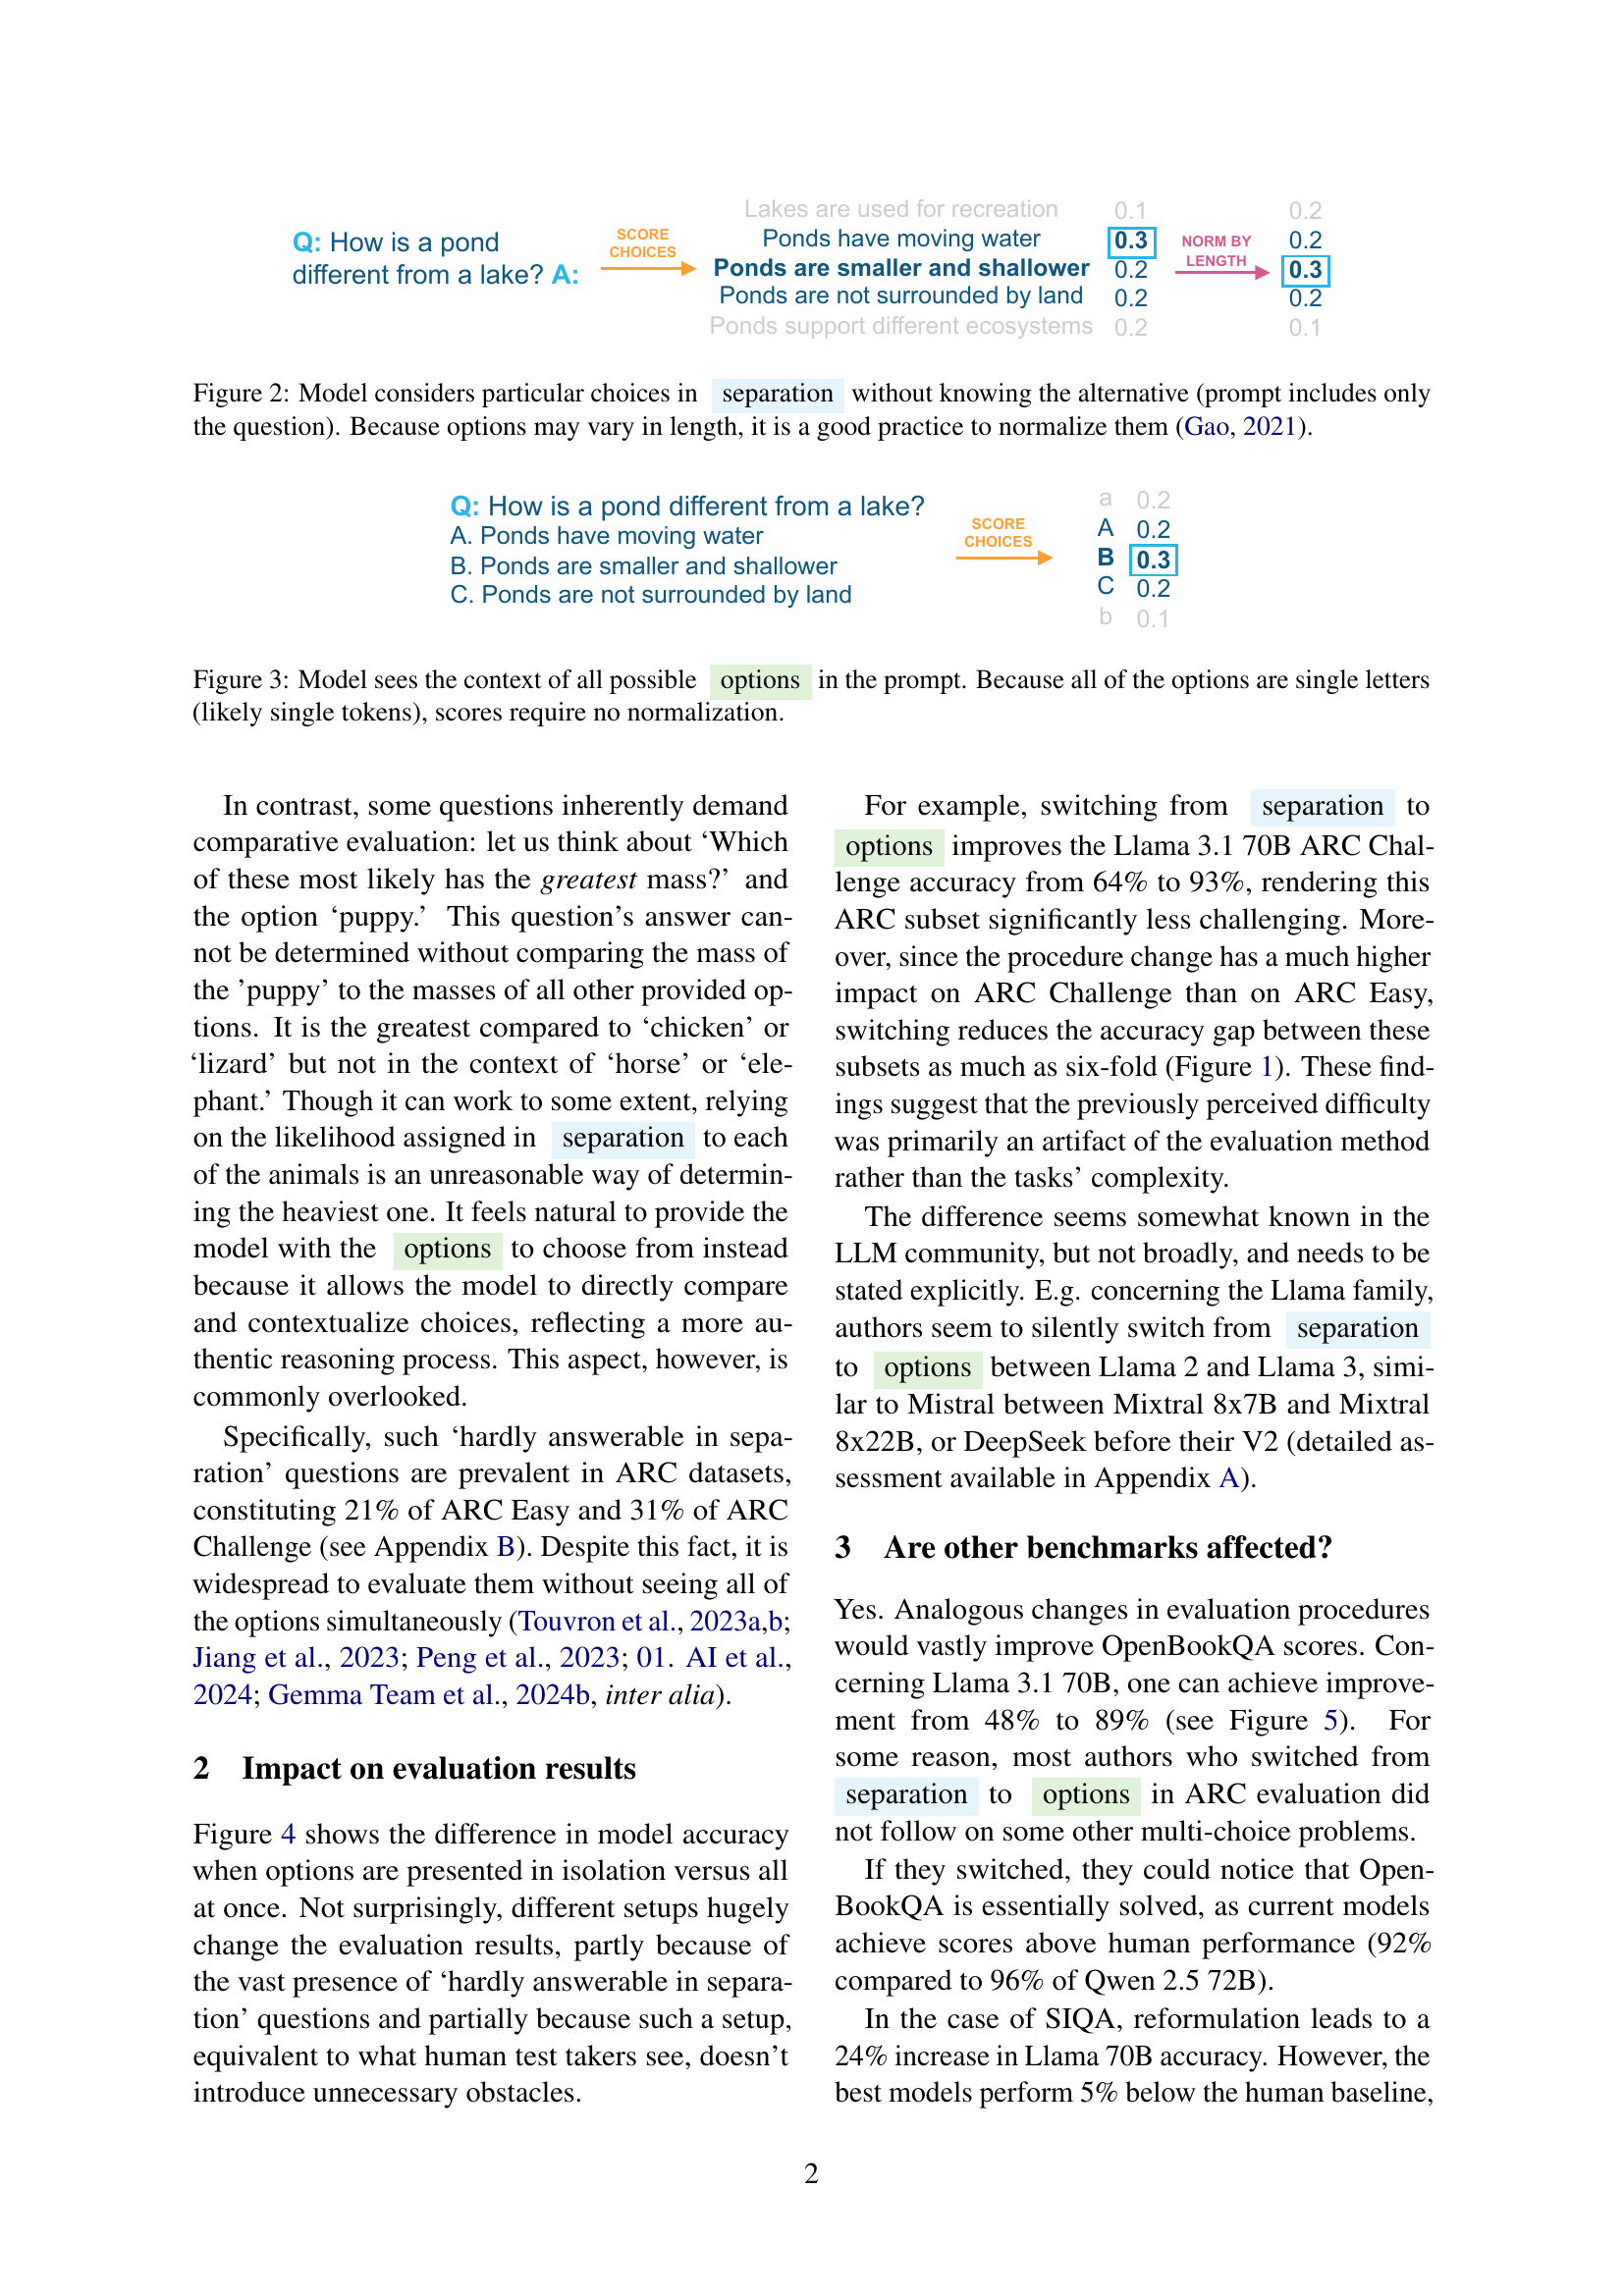 Q: How is a pond
different from a lake? A:
SCORE
CHOICES
Lakes are used for recreation 0.1
Ponds have moving water 0.3
Ponds are smaller and shallower 0.2
Ponds are not surrounded by land 0.2
Ponds support different ecosystems 0.2
NORM BY
LENGTH
0.2
0.2
0.3
0.2
0.1
Figure 2: Model considers particular choices in separation without knowing the alternative (prompt includes only
the question). Because options may vary in length, it is a good practice to normalize them (Gao, 2021).
Q: How is a pond different from a lake?
A. Ponds have moving water
B. Ponds are smaller and shallower
C. Ponds are not surrounded by land
SCORE
CHOICES
a 0.2
A 0.2
B 0.3
C 0.2
b 0.1
Figure 3: Model sees the context of all possible options in the prompt. Because all of the options are single letters
(likely single tokens), scores require no normalization.
In contrast, some questions inherently demand
comparative evaluation: let us think about ‘Which
of these most likely has the greatest mass?’ and
the option ‘puppy.’ This question’s answer can-
not be determined without comparing the mass of
the ’puppy’ to the masses of all other provided op-
tions. It is the greatest compared to ‘chicken’ or
‘lizard’ but not in the context of ‘horse’ or ‘ele-
phant.’ Though it can work to some extent, relying
on the likelihood assigned in separation to each
of the animals is an unreasonable way of determin-
ing the heaviest one. It feels natural to provide the
model with the options to choose from instead
because it allows the model to directly compare
and contextualize choices, reflecting a more au-
thentic reasoning process. This aspect, however, is
commonly overlooked.
Specifically, such ‘hardly answerable in sepa-
ration’ questions are prevalent in ARC datasets,
constituting 21% of ARC Easy and 31% of ARC
Challenge (see Appendix B). Despite this fact, it is
widespread to evaluate them without seeing all of
the options simultaneously (Touvron et al., 2023a,b;
Jiang et al., 2023; Peng et al., 2023; 01. AI et al.,
2024; Gemma Team et al., 2024b, inter alia).
2 Impact on evaluation results
Figure 4 shows the difference in model accuracy
when options are presented in isolation versus all
at once. Not surprisingly, different setups hugely
change the evaluation results, partly because of
the vast presence of ‘hardly answerable in separa-
tion’ questions and partially because such a setup,
equivalent to what human test takers see, doesn’t
introduce unnecessary obstacles.
For example, switching from separation to
options improves the Llama 3.1 70B ARC Chal-
lenge accuracy from 64% to 93%, rendering this
ARC subset significantly less challenging. More-
over, since the procedure change has a much higher
impact on ARC Challenge than on ARC Easy,
switching reduces the accuracy gap between these
subsets as much as six-fold (Figure 1). These find-
ings suggest that the previously perceived difficulty
was primarily an artifact of the evaluation method
rather than the tasks’ complexity.
The difference seems somewhat known in the
LLM community, but not broadly, and needs to be
stated explicitly. E.g. concerning the Llama family,
authors seem to silently switch from separation
to options between Llama 2 and Llama 3, simi-
lar to Mistral between Mixtral 8x7B and Mixtral
8x22B, or DeepSeek before their V2 (detailed as-
sessment available in Appendix A).
3 Are other benchmarks affected?
Yes. Analogous changes in evaluation procedures
would vastly improve OpenBookQA scores. Con-
cerning Llama 3.1 70B, one can achieve improve-
ment from 48% to 89% (see Figure 5). For
some reason, most authors who switched from
separation to options in ARC evaluation did
not follow on some other multi-choice problems.
If they switched, they could notice that Open-
BookQA is essentially solved, as current models
achieve scores above human performance (92%
compared to 96% of Qwen 2.5 72B).
In the case of SIQA, reformulation leads to a
24% increase in Llama 70B accuracy. However, the
best models perform 5% below the human baseline,
2